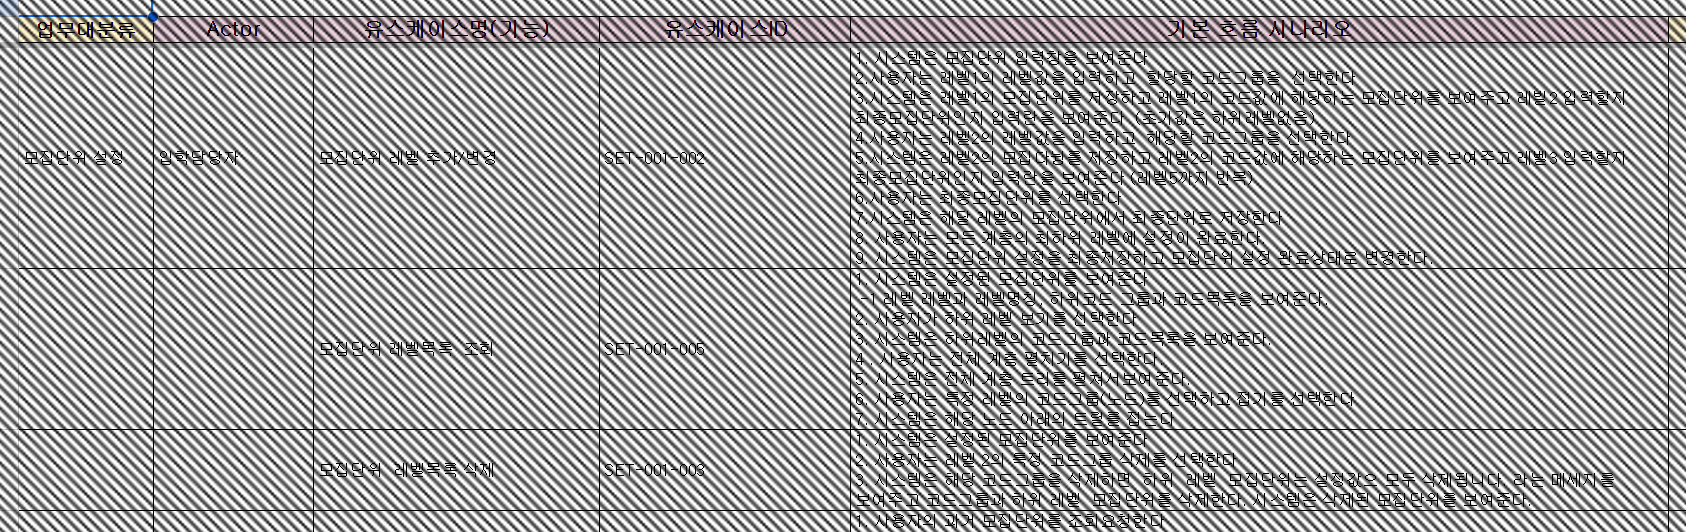 업무대분류 Actor 유스케이스명(기능) 유스케이스ID 기본 흐름 시나리오
1. 시스템은 모집단위 입력창을 보여준다
2.사용자는 레벨1의 레벨값을 입력하고 할당할 코드그룹을 선택한다
3.시스템은 레벨1의 모집단위를 저장하고 레벨1의 코드값에 해당하는 모집단위를 보여주고 레벨2 입력할지
최종모집단위인지 입력란을 보여준다 (초기값은 하위레벨없음)
4.사용자는 레벨2의 레벨값을 입력하고 해당할 코드그룹을 선택한다
모집단위 설정 입학담당자 모집단위 레벨 추가/변경 SET-001-002
5.시스템은 레벨2의 모집단위를 저장하고 레벨2의 코드값에 해당하는 모집단위를 보여주고 레벨3 입력할지
최종모집단위인지 입력란을 보여준다 (레벨5까지 반복)
6.사용자는 최종모집단위를 선택한다
7.시스템은 해당 레벨의 모집단위에서 최종단위로 저장한다
8. 사용자는 모든 계층의 최하위 레벨에 설정이 완료한다.
9. 시스템은 모집단위 설정을 최종저장하고 모집단위 설정 완료상태로 변경한다.
1. 시스템은 설정된 모집단위를 보여준다
-1 레벨 레벨과 레벨명칭, 하위코드 그룹과 코드목록을 보여준다.
2. 사용자가 하위 레벨 보기를 선택한다
3. 시스템은 하위레벨의 코드그룹과 코드목록을 보여준다.
모집단위 레벨목록 조회 SET-001-005
4 . 사용자는 전체 계층 펼치기를 선택한다
5. 시스템은 전체 계층 트리를 펼쳐서보여준다.
6. 사용자는 특정 레벨의 코드그룹(노드)를 선택하고 접기를 선택한다
7. 시스템은 해당 노드 아래의 트리를 접는다
1. 시스템은 설정된 모집단위를 보여준다
2. 사용자는 레벨 2의 특정 코드그룹 삭제를 선택한다
모집단위 레벨목록 삭제 SET-001-003
3. 시스템은 해당 코드그룹을 삭제하면 하위 레벨 모집단위는 설정값으 모두 삭제됩니다. 라는 메세지를
보여주고 코드그룹과 하위 레벨 모집단위를 삭제한다. 시스템은 삭제된 모집단위를 보여준다.
1. 사용자의 과거 모집단위를 조회요청한다